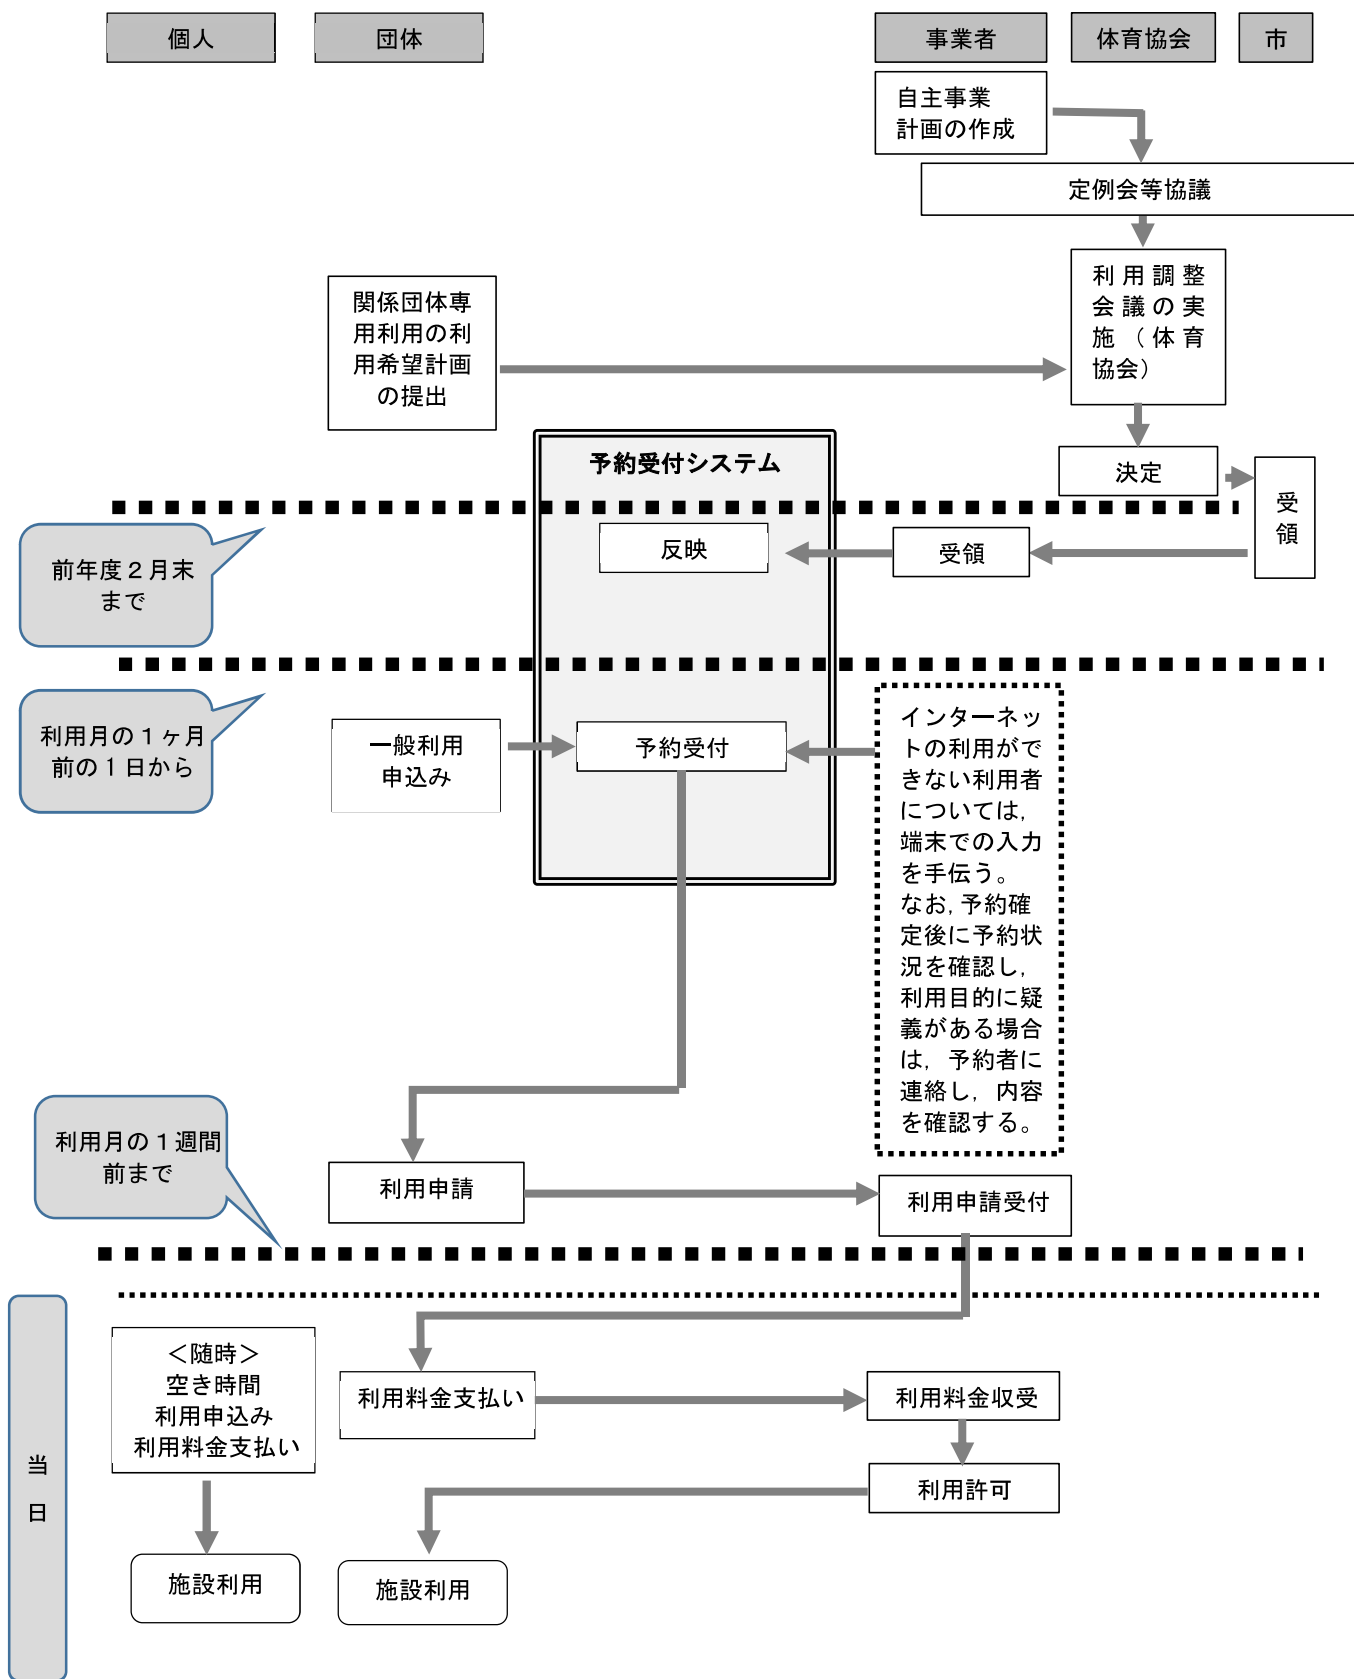 個人
団体
事業者
体育協会
市
自主事業
計画の作成
定例会等協議
利用調整
会議の実
施（体育
協会）
関係団体専
用利用の利
用希望計画
の提出
予約受付システム
決定
受
領
前年度２月末
まで
反映
受領
利用月の１ヶ月
前の１日から
一般利用
申込み
予約受付
インターネッ
トの利用がで
きない利用者
については，
端末での入力
を手伝う。
なお，予約確
定後に予約状
況を確認し，
利用目的に疑
義がある場合
は，予約者に
連絡し，内容
を確認する。
利用月の１週間
前まで
利用申請
利用申請受付
当
日
＜随時＞
空き時間
利用申込み
利用料金支払い
利用料金支払い
利用料金収受
利用許可
施設利用
施設利用